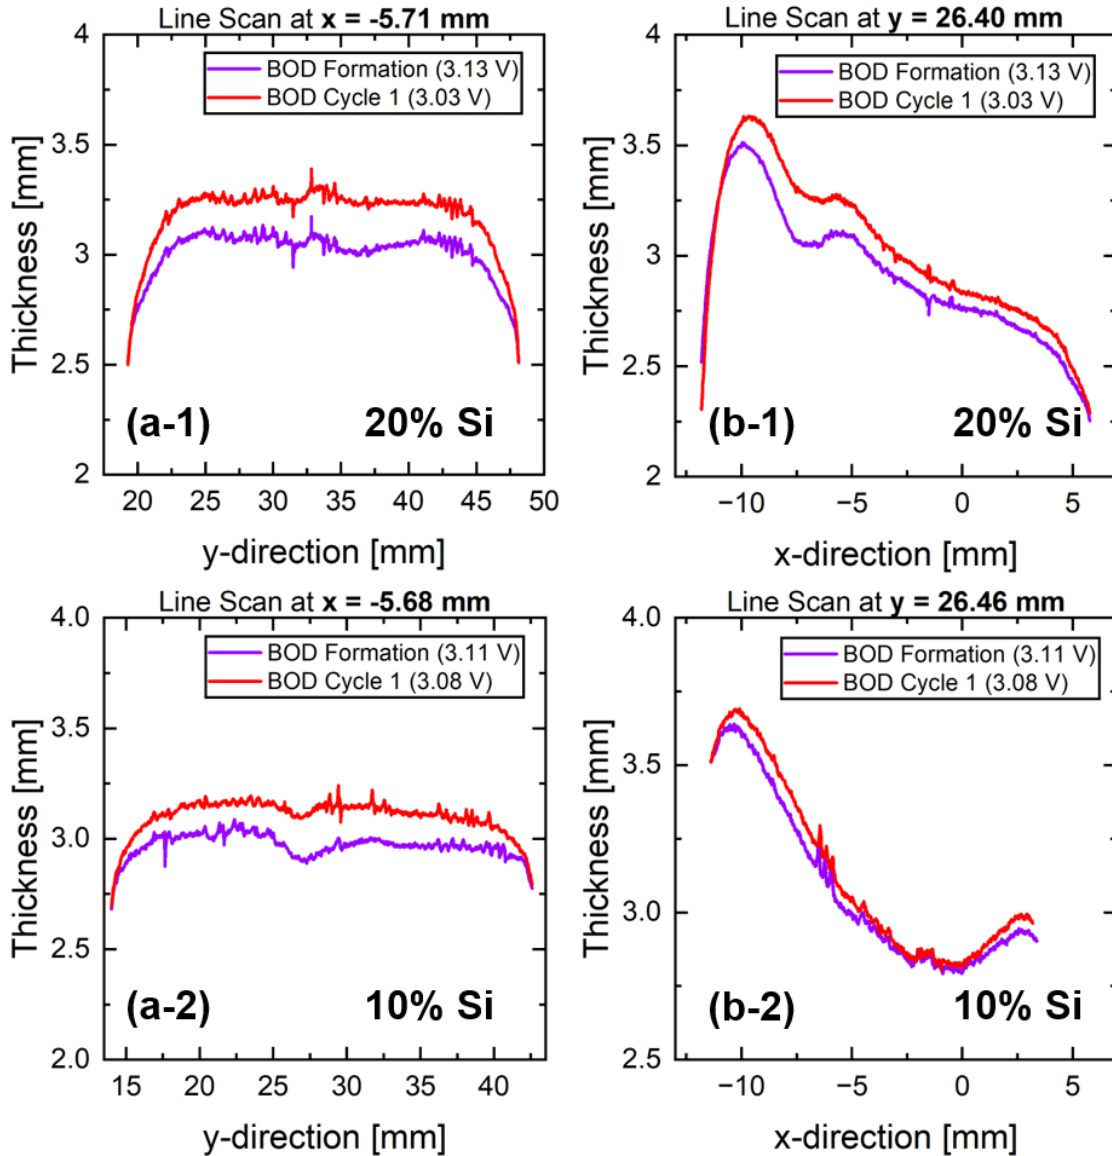 Line Scan at x = -5.71 mm
BOD Formation (3.13 V)
BOD Cycle 1 (3.03 V)
Thickness [mm]
4
3.5
3
2.5
2
(a-1)
20% Si
20 25 30 35 40 45 50
y-direction [mm]
Line Scan at y = 26.40 mm
BOD Formation (3.13 V)
BOD Cycle 1 (3.03 V)
Thickness [mm]
4
3.5
3
2.5
2
(b-1)
20% Si
−10 −5 0 5
x-direction [mm]
Line Scan at x = -5.68 mm
BOD Formation (3.11 V)
BOD Cycle 1 (3.08 V)
Thickness [mm]
4.0
3.5
3.0
2.5
2.0
(a-2)
10% Si
15 20 25 30 35 40
y-direction [mm]
Line Scan at y = 26.46 mm
BOD Formation (3.11 V)
BOD Cycle 1 (3.08 V)
Thickness [mm]
4.0
3.5
3.0
2.5
(b-2)
10% Si
−10 −5 0 5
x-direction [mm]